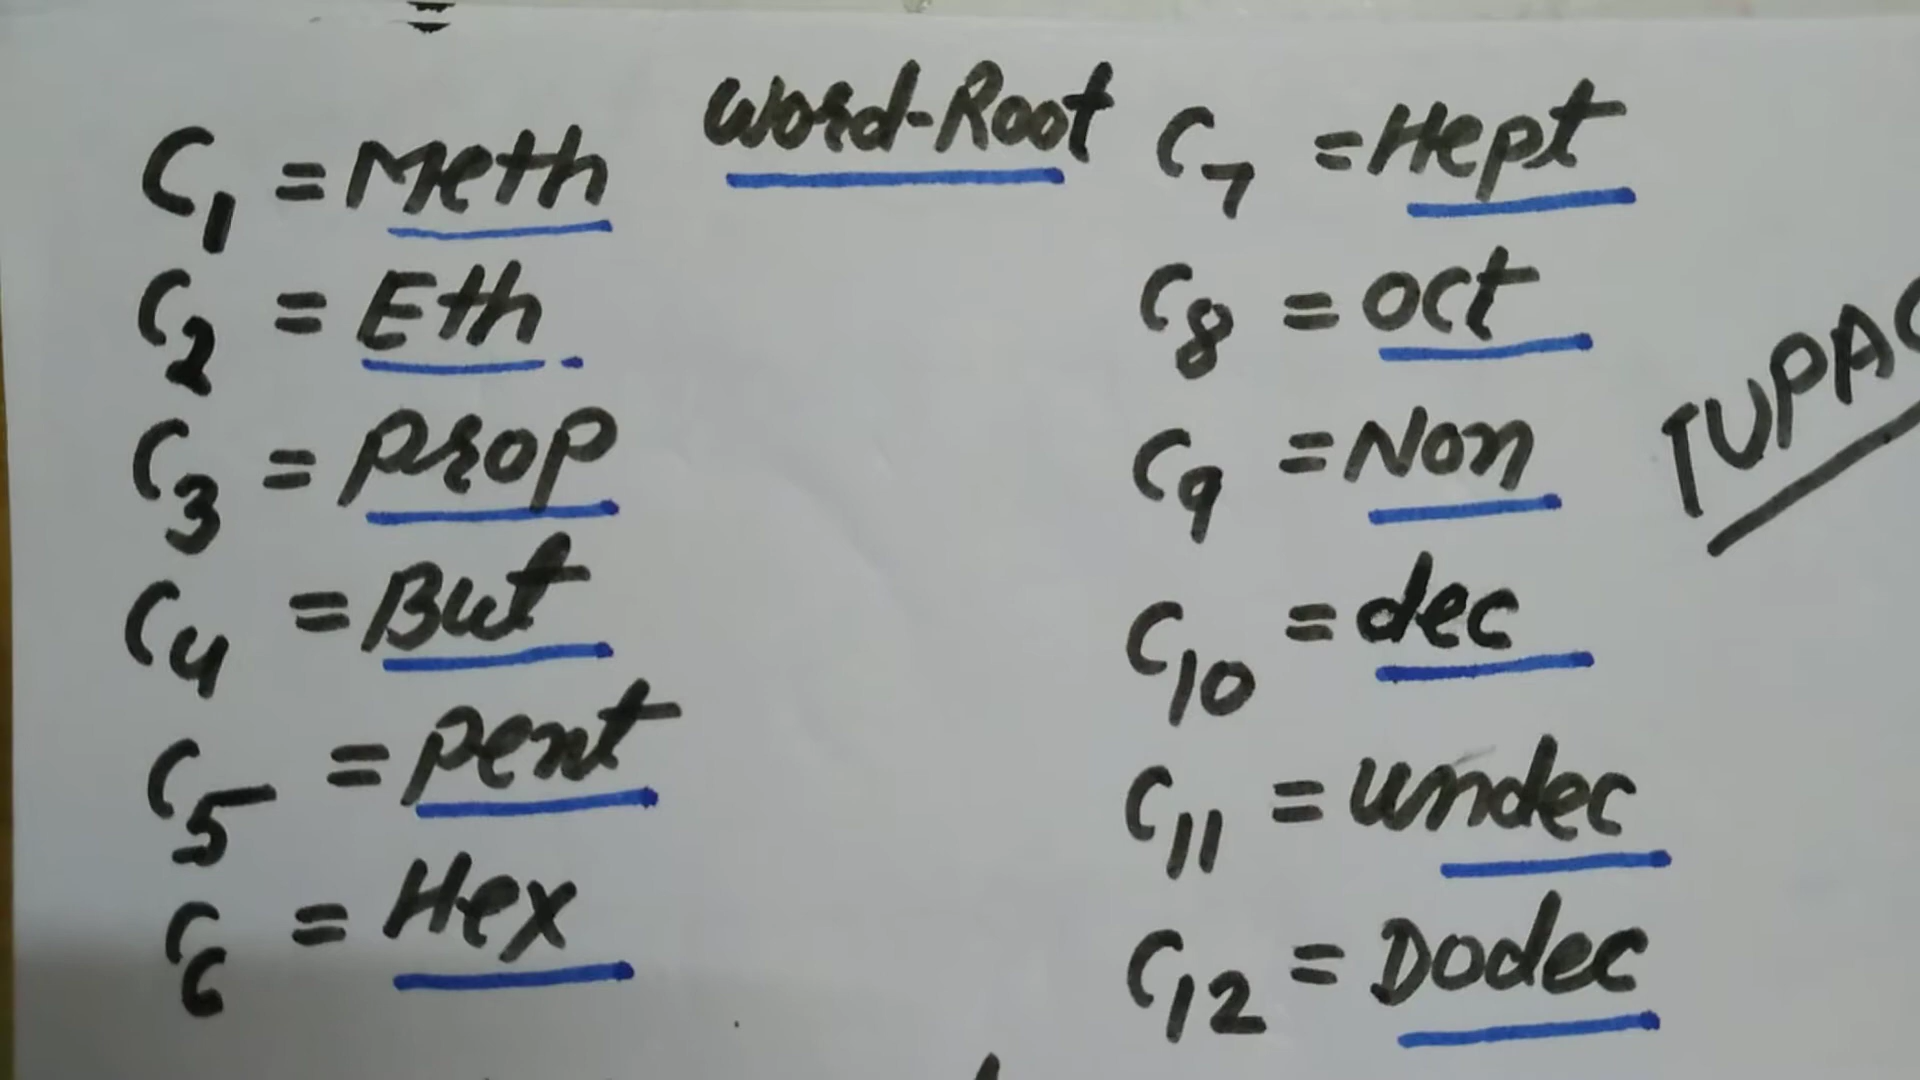 Word-Root
C1 = Meth
C2 = Eth
C3 = Prop
C4 = But
C5 = Pent
C6 = Hex
C7 = Hept
C8 = oct
C9 = Non
C10 = dec
C11 = undec
C12 = Dodec
IUPAC